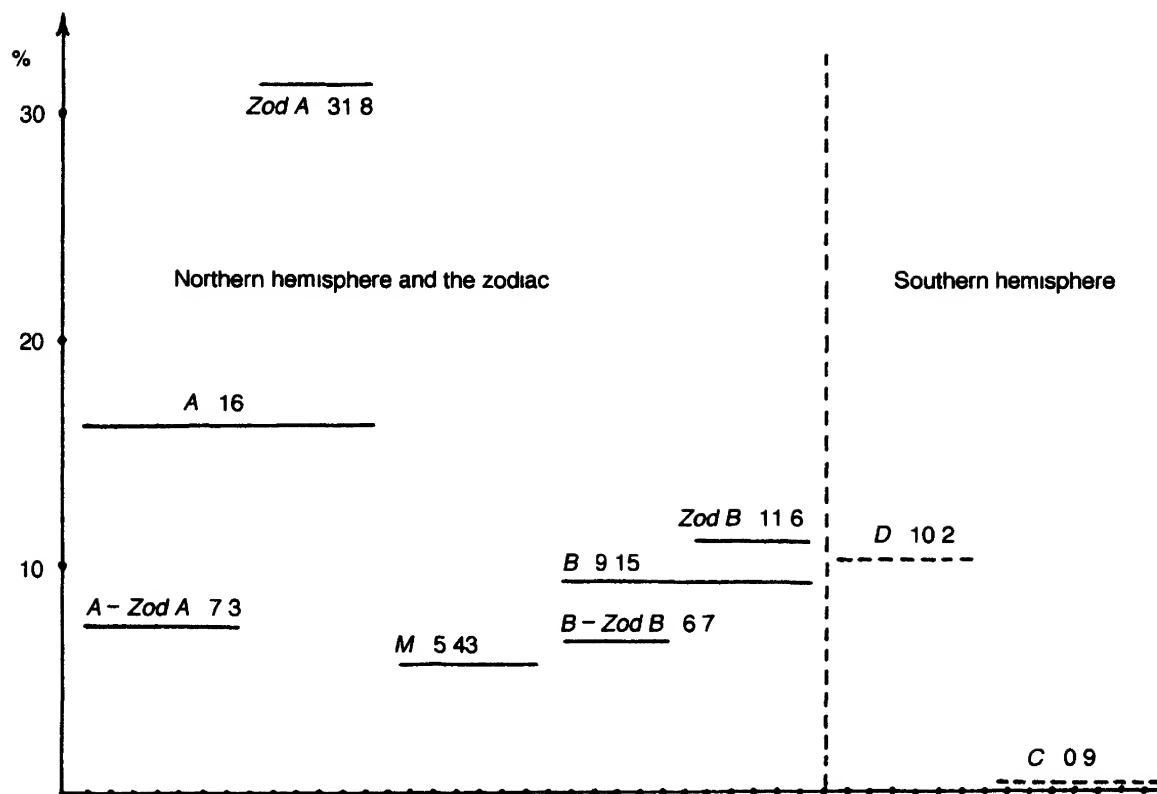 %
Zod A 31 8
30
Northern hemisphere and the zodiac
Southern hemisphere
20
A 16
Zod B 11 6
D 10 2
10
B 9 15
A – Zod A 7 3
B – Zod B 6 7
M 5 43
C 0 9